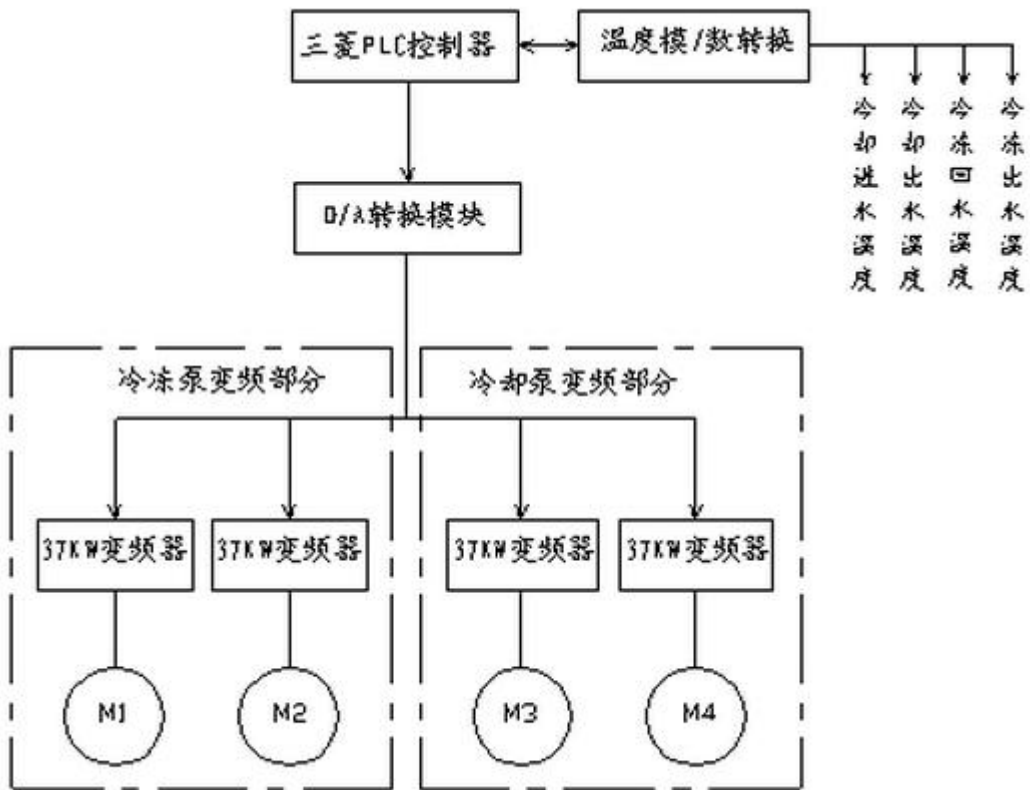 三菱PLC控制器
温度模/数转换
冷却进水温度
冷却出水温度
冷冻回水温度
冷冻出水温度
D/A转换模块
冷冻泵变频部分
冷却泵变频部分
37KW变频器
37KW变频器
37KW变频器
37KW变频器
M1
M2
M3
M4